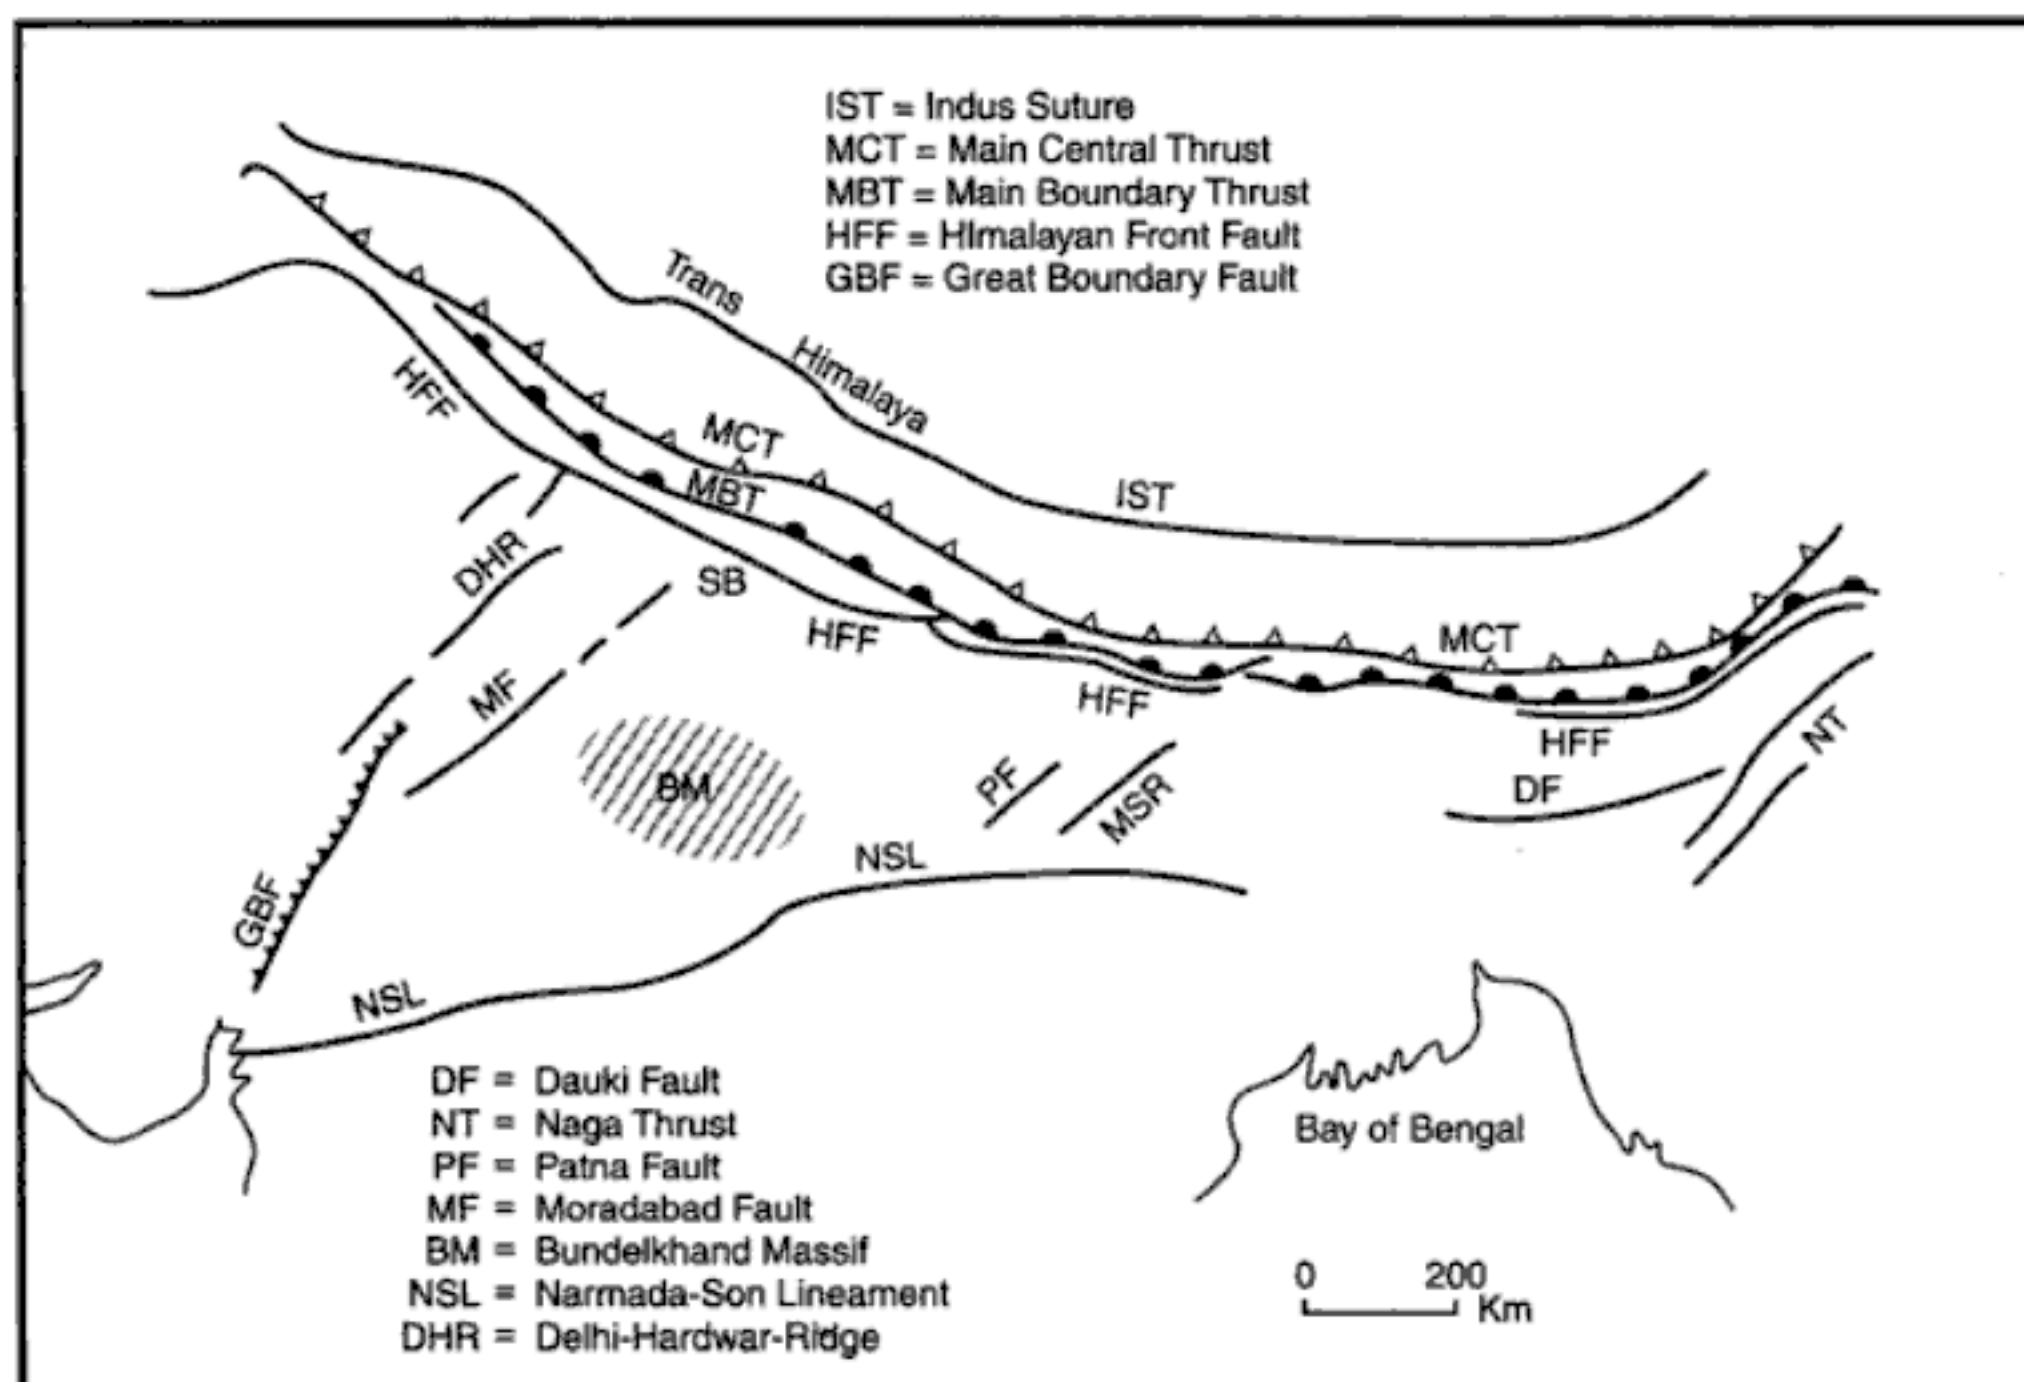 IST = Indus Suture
MCT = Main Central Thrust
MBT = Main Boundary Thrust
HFF = HImalayan Front Fault
GBF = Great Boundary Fault
Trans
Himalaya
HFF
MCT
MBT
IST
DHR
SB
HFF
MCT
MF
HFF
HFF
NT
BM
PF
MSR
DF
NSL
GBF
NSL
DF = Dauki Fault
NT = Naga Thrust
PF = Patna Fault
MF = Moradabad Fault
BM = Bundelkhand Massif
NSL = Narmada-Son Lineament
DHR = Delhi-Hardwar-Ridge
Bay of Bengal
0 200
Km